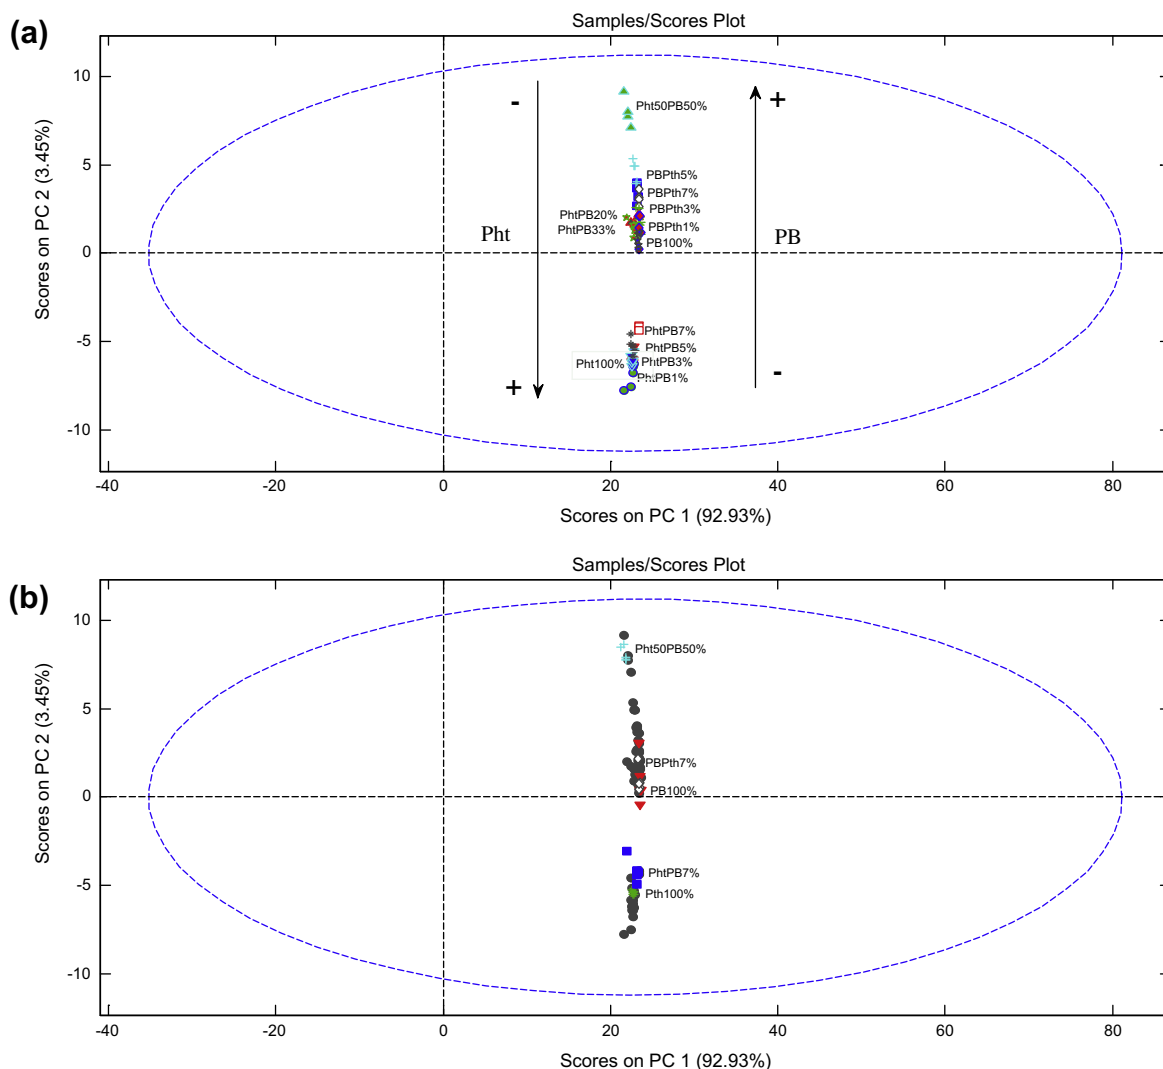 (a)
Samples/Scores Plot
Scores on PC 2 (3.45%)
10
5
0
-5
-10
-
+
Pht50PB50%
PBPth5%
PBPth7%
PhtPB20%
PBPth3%
PhtPB33%
PBPth1%
Pht
PB
PB100%
PhtPB7%
PhtPB5%
Pht100%
PhtPB3%
PhtPB1%
+
-
-40
-20
0
20
40
60
80
Scores on PC 1 (92.93%)
(b)
Samples/Scores Plot
Scores on PC 2 (3.45%)
10
5
0
-5
-10
Pht50PB50%
PBPth7%
PB100%
PhtPB7%
Pth100%
-40
-20
0
20
40
60
80
Scores on PC 1 (92.93%)